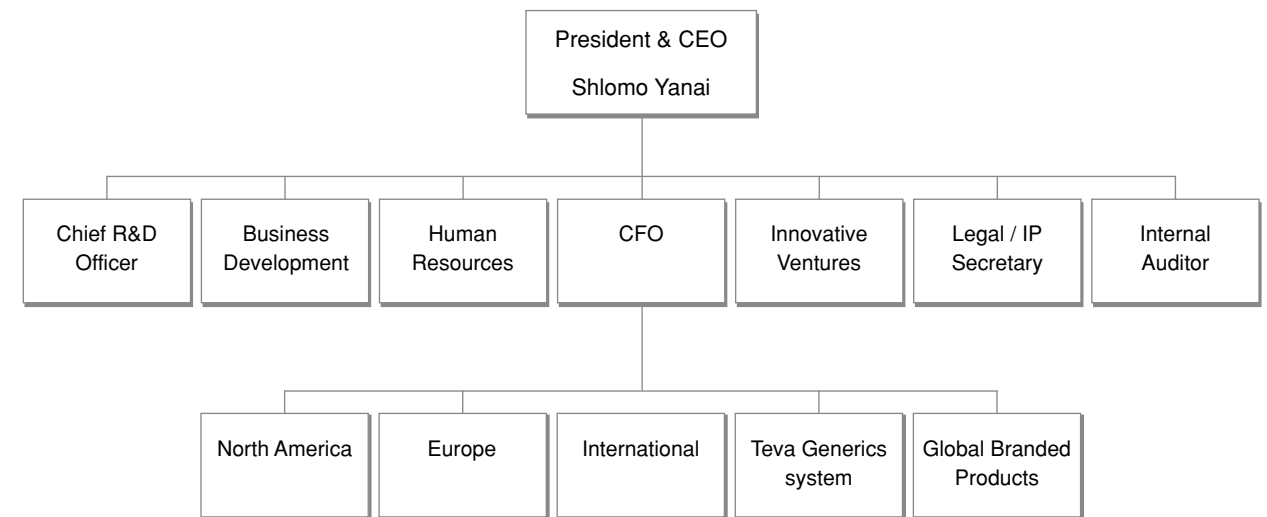 President & CEO
Shlomo Yanai
Chief R&D
Officer
Business
Development
Human
Resources
CFO
Innovative
Ventures
Legal / IP
Secretary
Internal
Auditor
North America
Europe
International
Teva Generics
system
Global Branded
Products